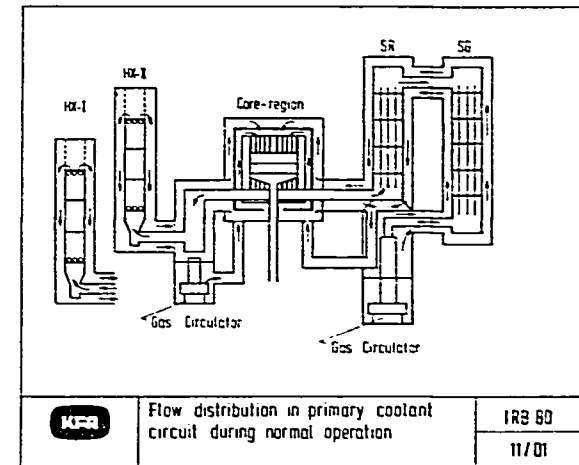 SR SG
HX-II
HX-I
Core-region
Gas Circulator
Gas Circulator
KFA
Flow distribution in primary coolant
circuit during normal operation
IRB 80
11/01